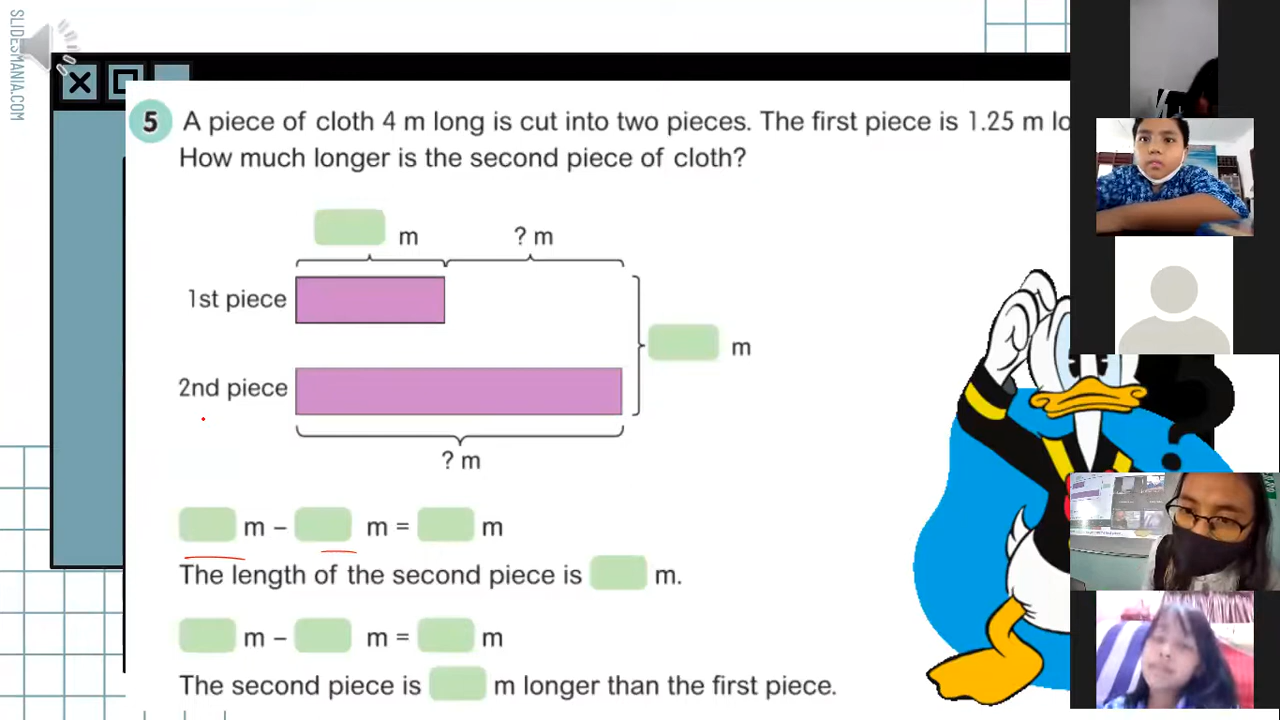 SLIDESMANIA.COM
5 A piece of cloth 4 m long is cut into two pieces. The first piece is 1.25 m lo
How much longer is the second piece of cloth?
m
? m
1st piece
m
2nd piece
? m
m – m = m
The length of the second piece is m.
m – m = m
The second piece is m longer than the first piece.